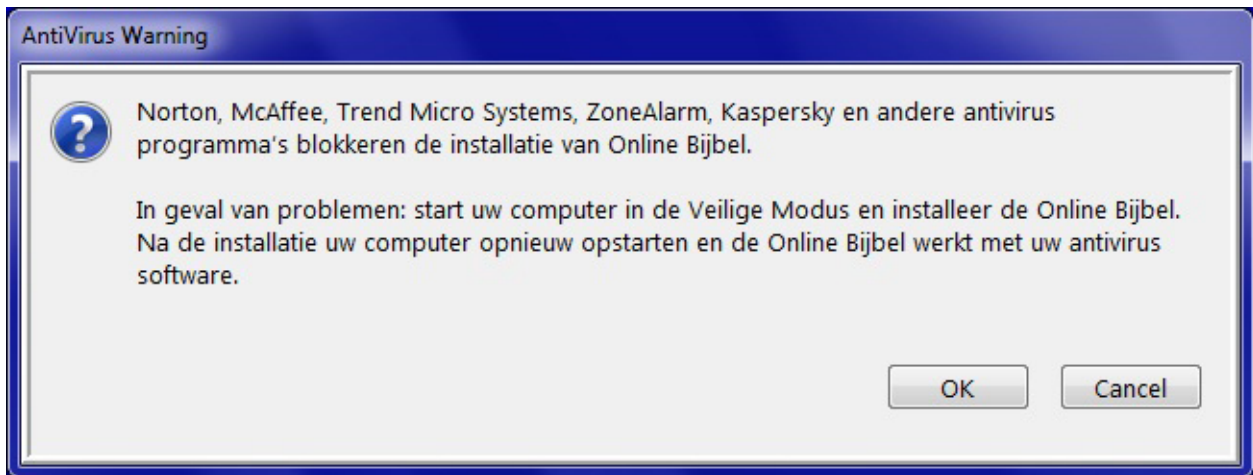 AntiVirus Warning
Norton, McAffee, Trend Micro Systems, ZoneAlarm, Kaspersky en andere antivirus
programma's blokkeren de installatie van Online Bijbel.
In geval van problemen: start uw computer in de Veilige Modus en installeer de Online Bijbel.
Na de installatie uw computer opnieuw opstarten en de Online Bijbel werkt met uw antivirus
software.
OK
Cancel